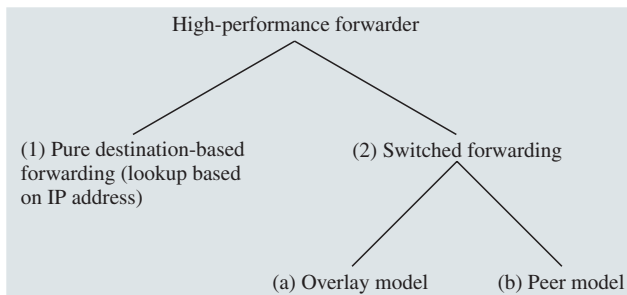 High-performance forwarder
(1) Pure destination-based
forwarding (lookup based
on IP address)
(2) Switched forwarding
(a) Overlay model
(b) Peer model